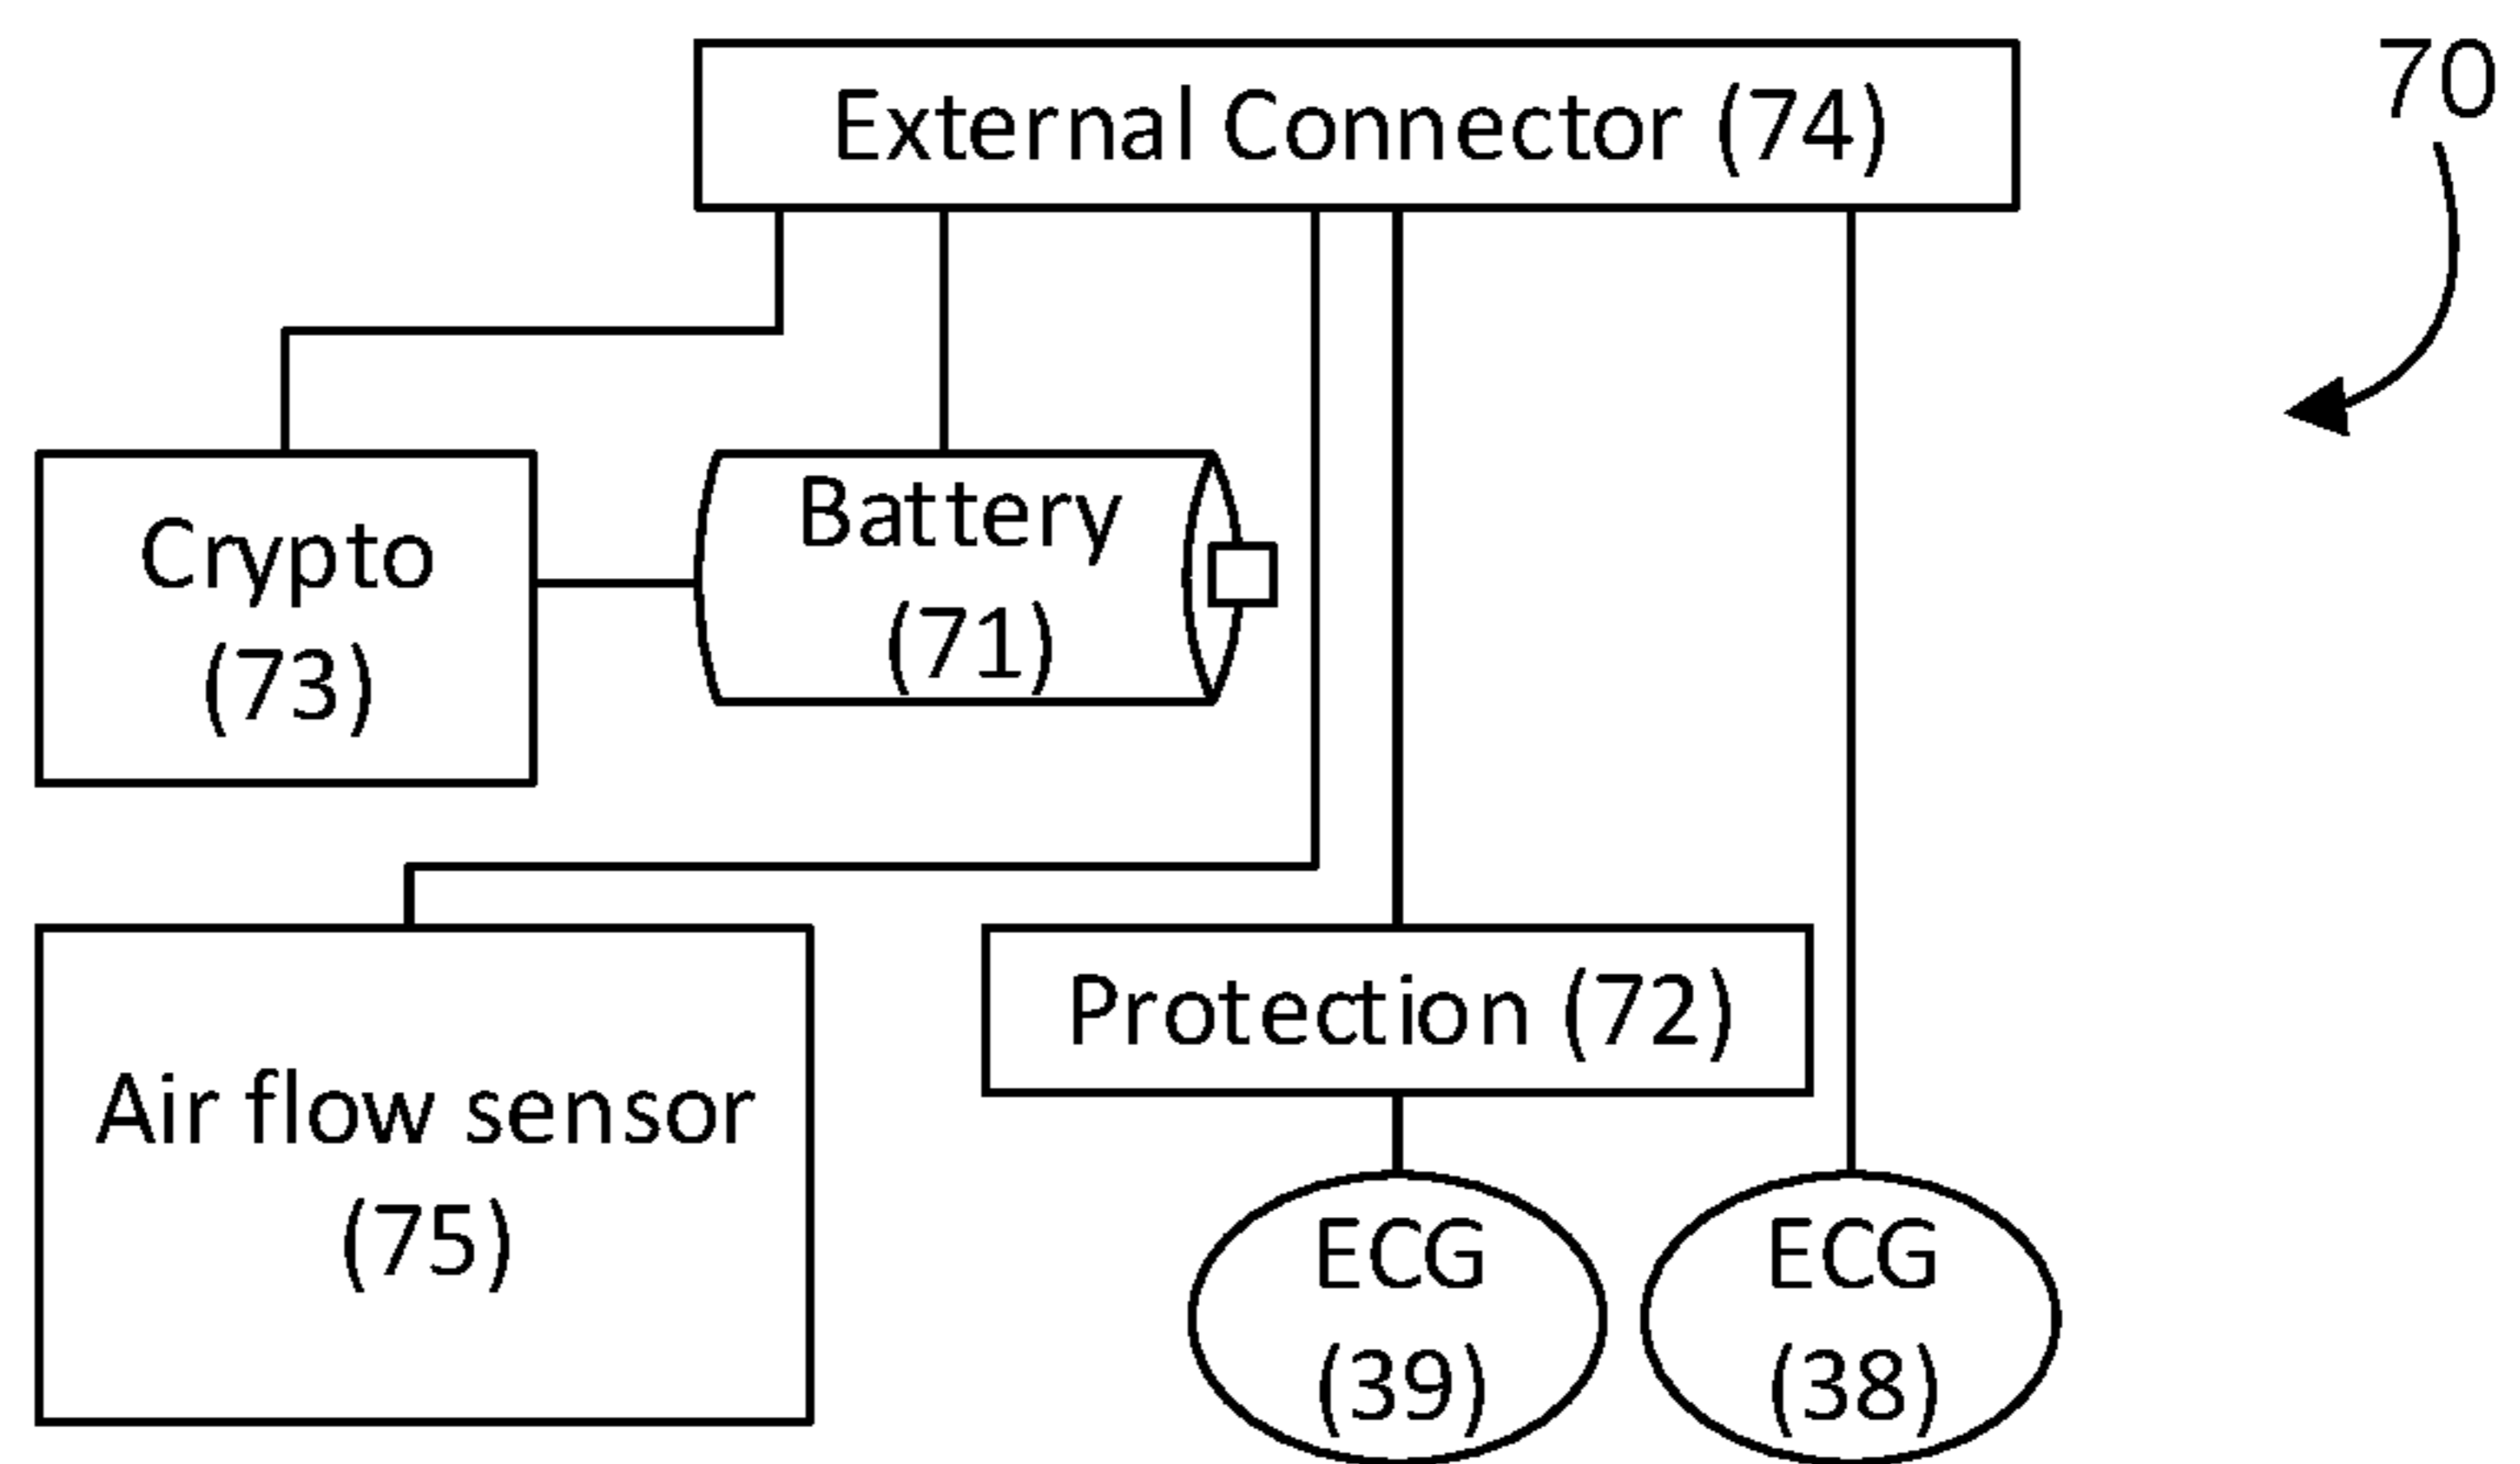 External Connector (74)
70
Crypto
(73)
Battery
(71)
Air flow sensor
(75)
Protection (72)
ECG
(39)
ECG
(38)